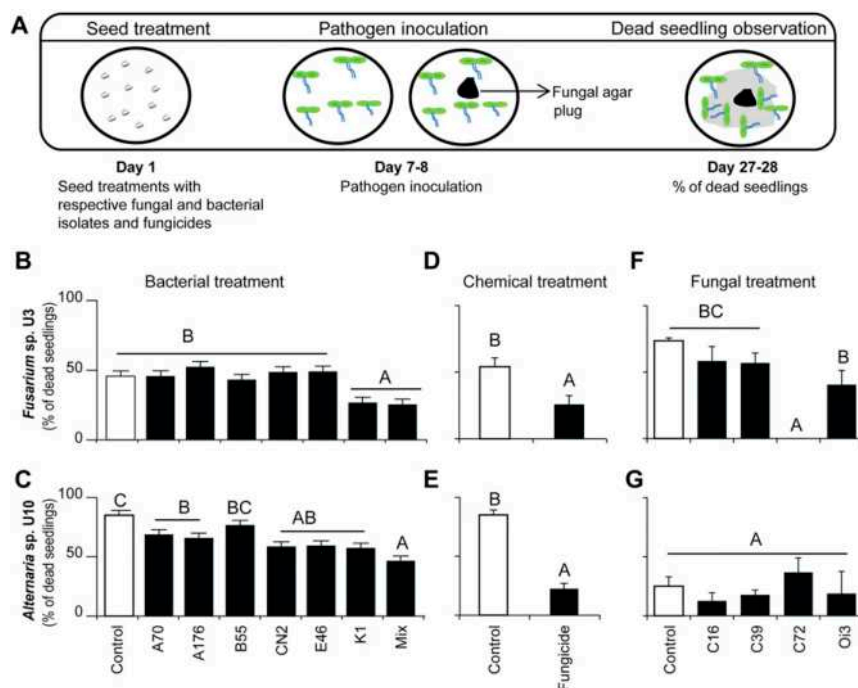 A
Seed treatment
Pathogen inoculation
Dead seedling observation
Fungal agar
plug
Day 1
Seed treatments with
respective fungal and bacterial
isolates and fungicides
Day 7-8
Pathogen inoculation
Day 27-28
% of dead seedlings
B
Bacterial treatment
Fusarium sp. U3
(% of dead seedlings)
100
50
0
B
A
D
Chemical treatment
B
A
F
Fungal treatment
BC
A
B
C
Alternaria sp. U10
(% of dead seedlings)
100
50
0
C
B
BC
AB
A
Control
A70
A176
B55
CN2
E46
K1
Mix
E
B
A
Control
Fungicide
G
A
Control
C16
C39
C72
Oi3